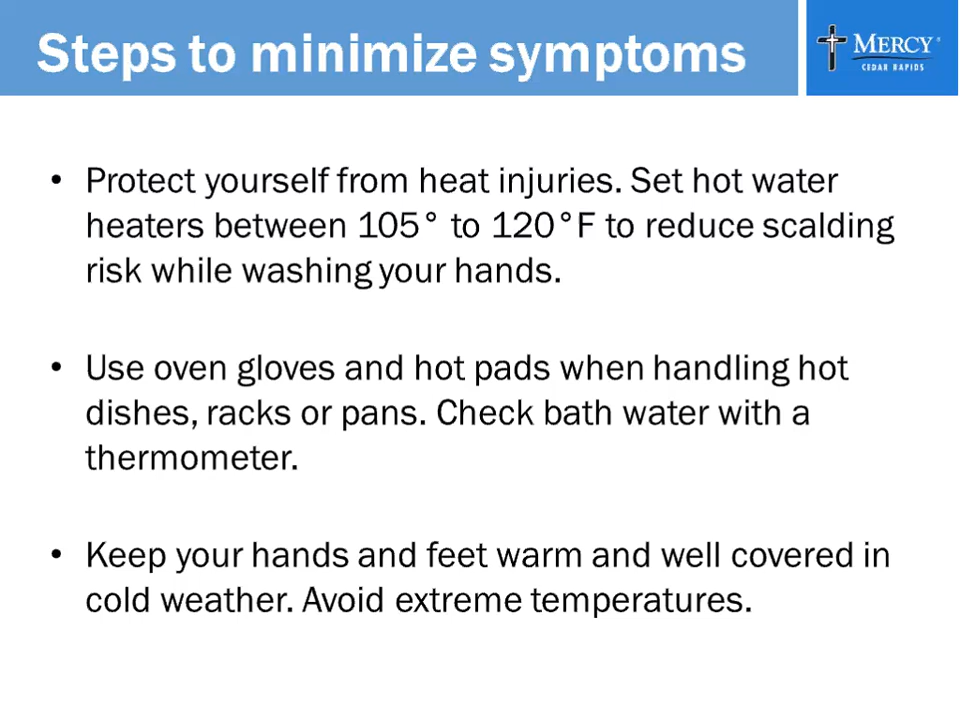 Steps to minimize symptoms
MERCY®
CEDAR RAPIDS
• Protect yourself from heat injuries. Set hot water
heaters between 105° to 120°F to reduce scalding
risk while washing your hands.
• Use oven gloves and hot pads when handling hot
dishes, racks or pans. Check bath water with a
thermometer.
• Keep your hands and feet warm and well covered in
cold weather. Avoid extreme temperatures.